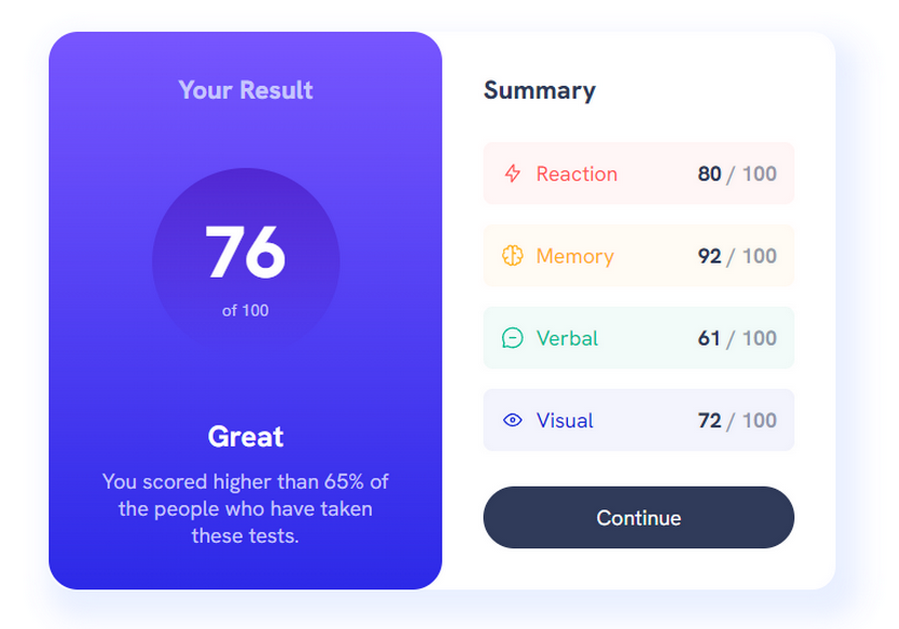 Your Result
76
of 100
Great
You scored higher than 65% of
the people who have taken
these tests.
Summary
Reaction 80 / 100
Memory 92 / 100
Verbal 61 / 100
Visual 72 / 100
Continue